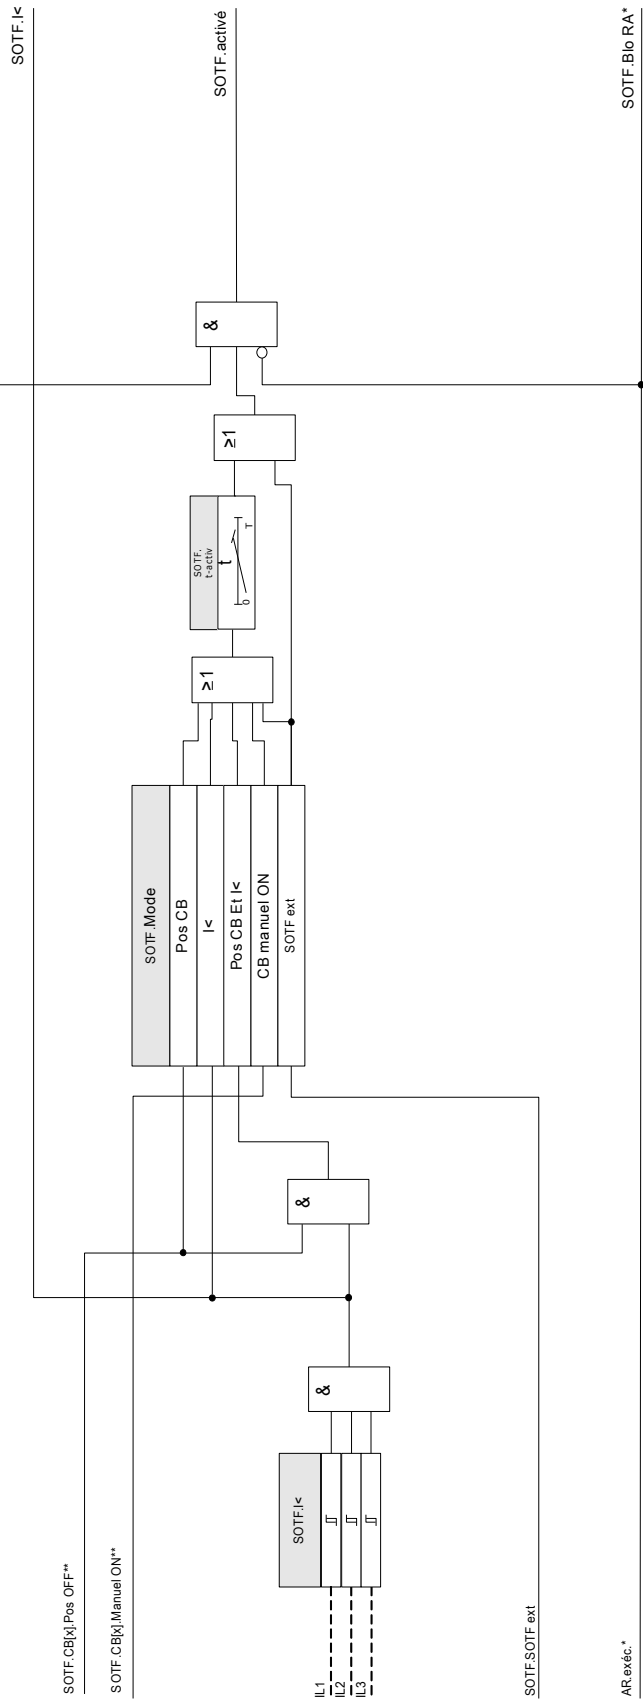 SOTF.CB[x].Pos OFF**
SOTF.CB[x].Manuel ON**
IL1
IL2
IL3
SOTF.I<
&
SOTF.SOTF ext
AR.exéc.*
&
SOTF.Mode
Pos CB
I<
Pos CB Et I<
CB manuel ON
SOTF ext
≥1
SOTF.
t-activ
t
0
T
≥1
&
SOTF.I<
SOTF.activé
SOTF.Blo RA*